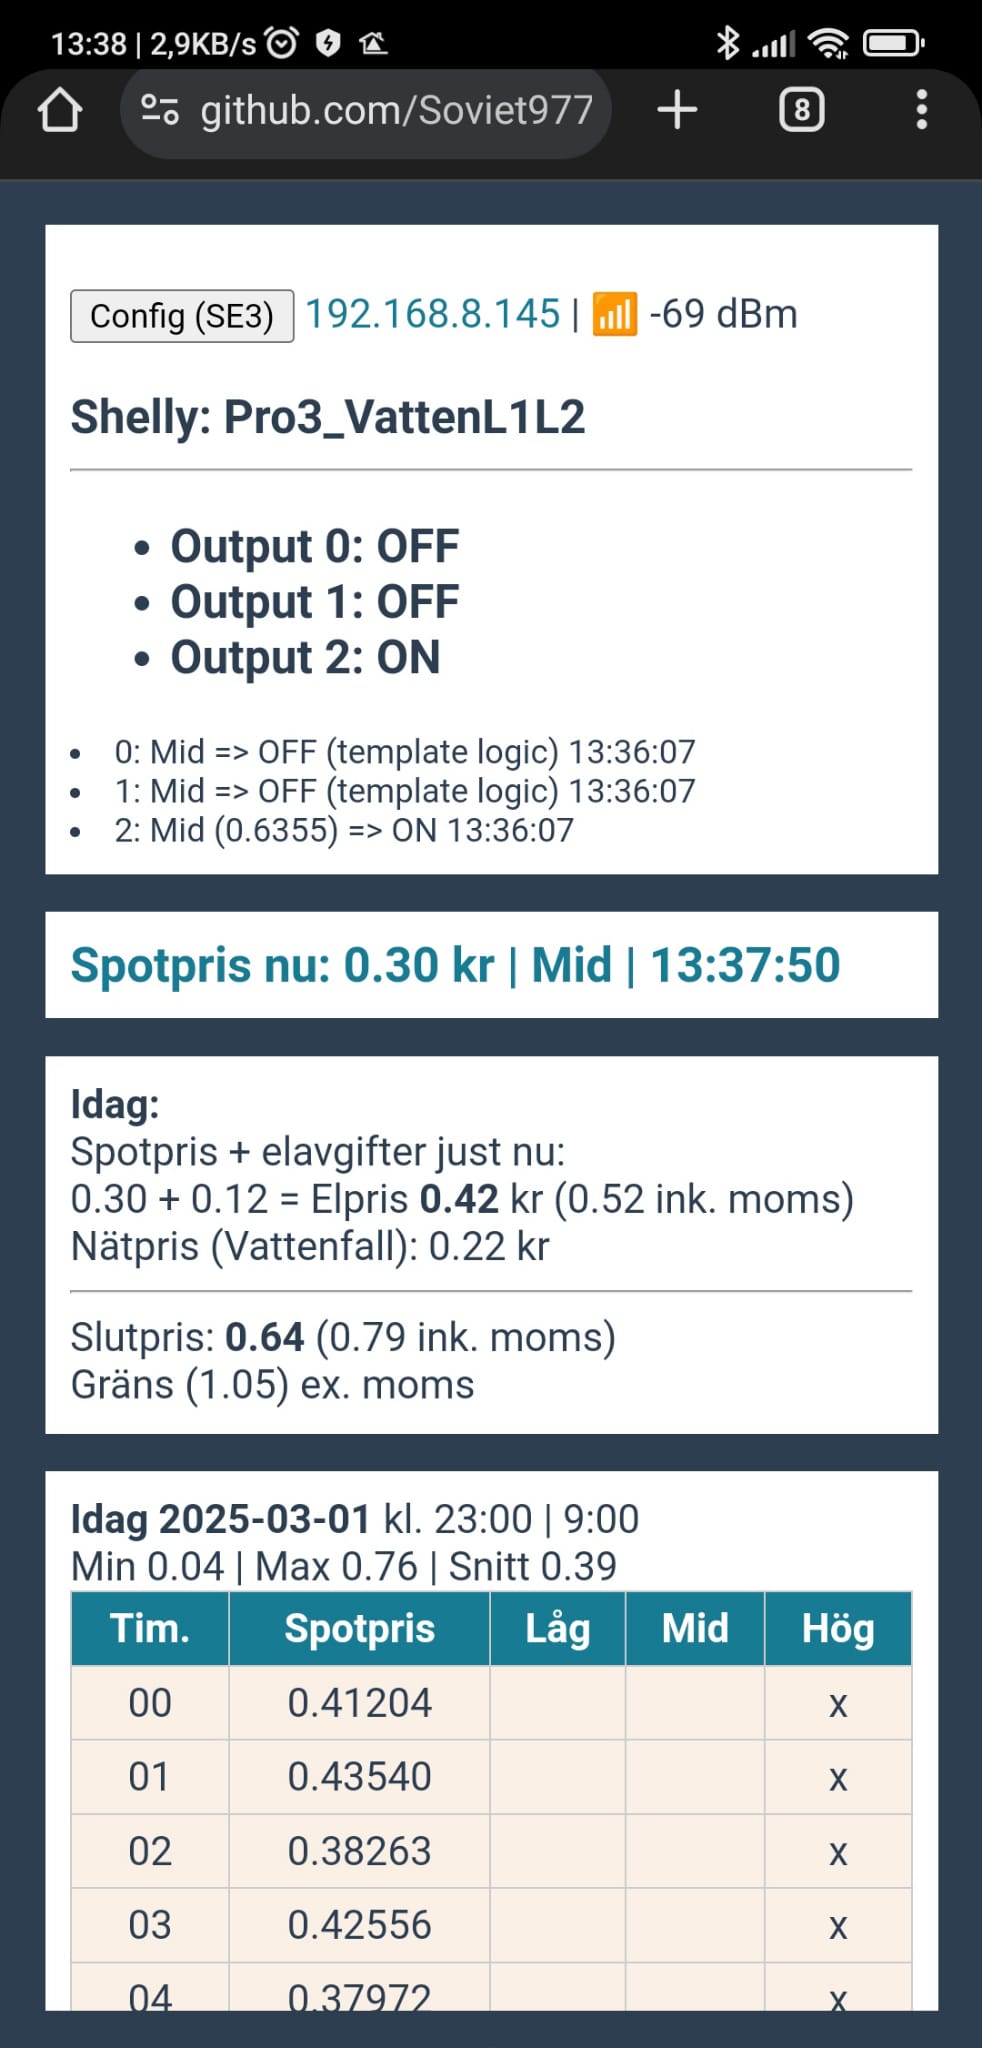 13:38 | 2,9KB/s
github.com/Soviet977
8
Config (SE3) 192.168.8.145 | -69 dBm
Shelly: Pro3_VattenL1L2
• Output 0: OFF
• Output 1: OFF
• Output 2: ON
• 0: Mid => OFF (template logic) 13:36:07
• 1: Mid => OFF (template logic) 13:36:07
• 2: Mid (0.6355) => ON 13:36:07
Spotpris nu: 0.30 kr | Mid | 13:37:50
Idag:
Spotpris + elavgifter just nu:
0.30 + 0.12 = Elpris 0.42 kr (0.52 ink. moms)
Nätpris (Vattenfall): 0.22 kr
Slutpris: 0.64 (0.79 ink. moms)
Gräns (1.05) ex. moms
Idag 2025-03-01 kl. 23:00 | 9:00
Min 0.04 | Max 0.76 | Snitt 0.39
Tim. Spotpris Låg Mid Hög
00 0.41204 x
01 0.43540 x
02 0.38263 x
03 0.42556 x
04 0.37972 x